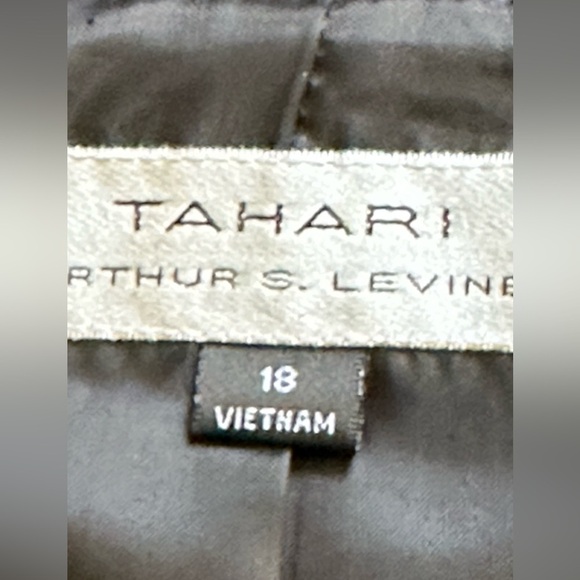 TAHARI
RTHUR S. LEVINE
18
VIETNAM